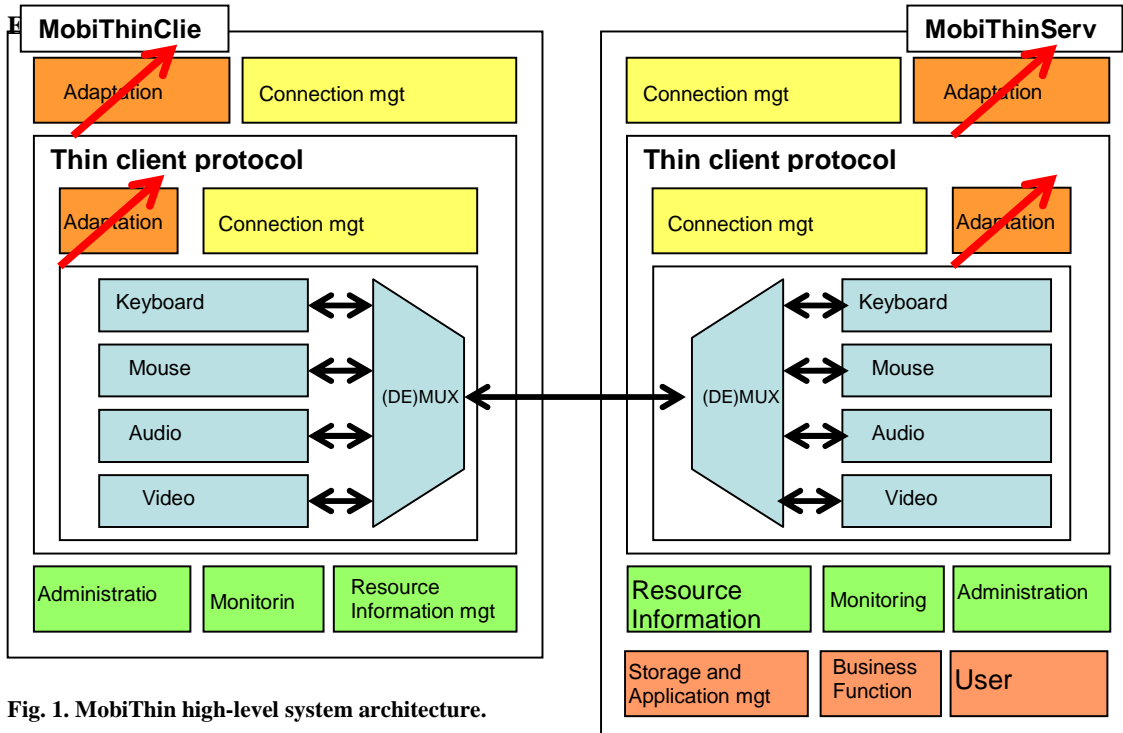 E
MobiThinClie
Adaptation
Connection mgt
Thin client protocol
Adaptation
Connection mgt
Keyboard
Mouse
Audio
Video
(DE)MUX
Administratio
Monitorin
Resource
Information mgt
MobiThinServ
Connection mgt
Adaptation
Thin client protocol
Connection mgt
Adaptation
(DE)MUX
Keyboard
Mouse
Audio
Video
Resource
Information
Monitoring
Administration
Storage and
Application mgt
Business
Function
User
Fig. 1. MobiThin high-level system architecture.